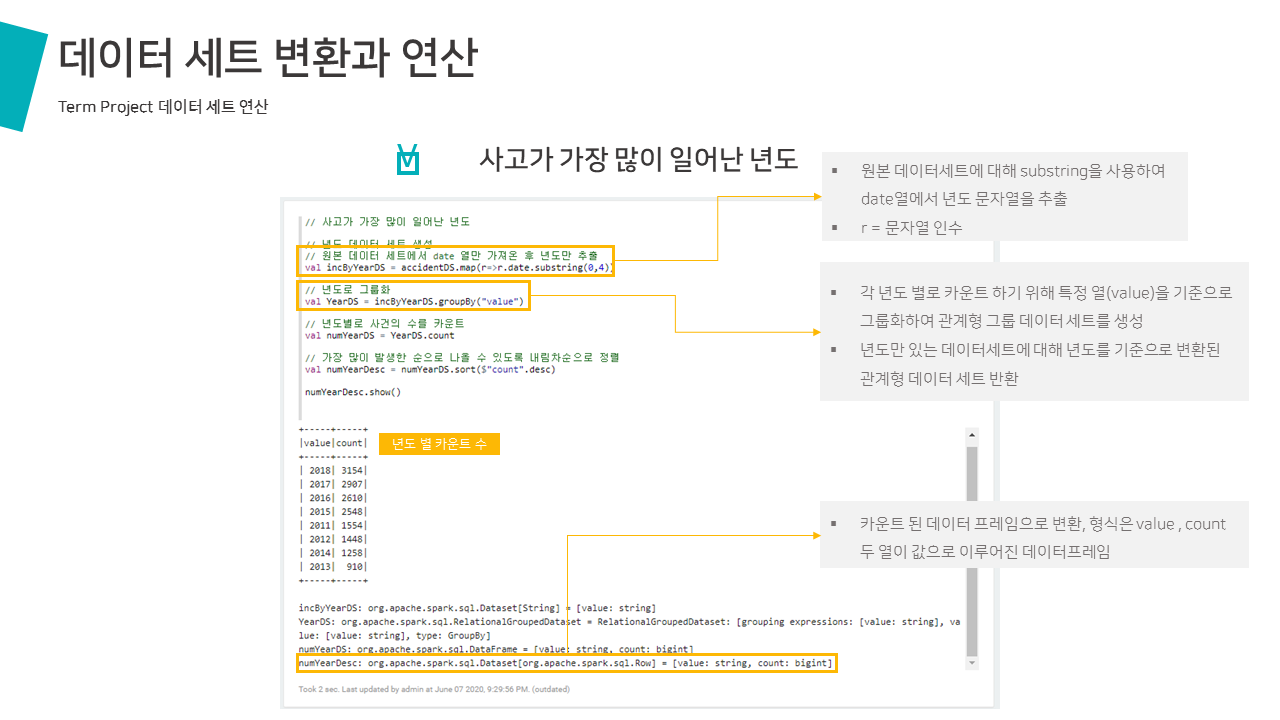 데이터 세트 변환과 연산
Term Project 데이터 세트 연산
사고가 가장 많이 일어난 년도
// 사고가 가장 많이 일어난 년도
// 년도 데이터 세트 생성
// 원본 데이터 세트에서 date 열만 가져온 후 년도만 추출
val incByYearDS = accidentDS.map(r=>r.date.substring(0,4))
// 년도로 그룹화
val YearDS = incByYearDS.groupBy("value")
// 년도별로 사건의 수를 카운트
val numYearDS = YearDS.count
// 가장 많이 발생한 순으로 나올 수 있도록 내림차순으로 정렬
val numYearDesc = numYearDS.sort($"count".desc)
numYearDesc.show()
▪ 원본 데이터세트에 대해 substring을 사용하여
date열에서 년도 문자열을 추출
▪ r = 문자열 인수
▪ 각 년도 별로 카운트 하기 위해 특정 열(value)을 기준으로
그룹화하여 관계형 그룹 데이터 세트를 생성
▪ 년도만 있는 데이터세트에 대해 년도를 기준으로 변환된
관계형 데이터 세트 반환
+-----+-----+
|value|count|
+-----+-----+
| 2018| 3154|
| 2017| 2907|
| 2016| 2610|
| 2015| 2548|
| 2011| 1554|
| 2012| 1448|
| 2014| 1258|
| 2013|  910|
+-----+-----+
년도 별 카운트 수
▪ 카운트 된 데이터 프레임으로 변환, 형식은 value , count
두 열이 값으로 이루어진 데이터프레임
incByYearDS: org.apache.spark.sql.Dataset[String] = [value: string]
YearDS: org.apache.spark.sql.RelationalGroupedDataset = RelationalGroupedDataset: [grouping expressions: [value: string], va
lue: [value: string], type: GroupBy]
numYearDS: org.apache.spark.sql.DataFrame = [value: string, count: bigint]
numYearDesc: org.apache.spark.sql.Dataset[org.apache.spark.sql.Row] = [value: string, count: bigint]
Took 2 sec. Last updated by admin at June 07 2020, 9:29:56 PM. (outdated)